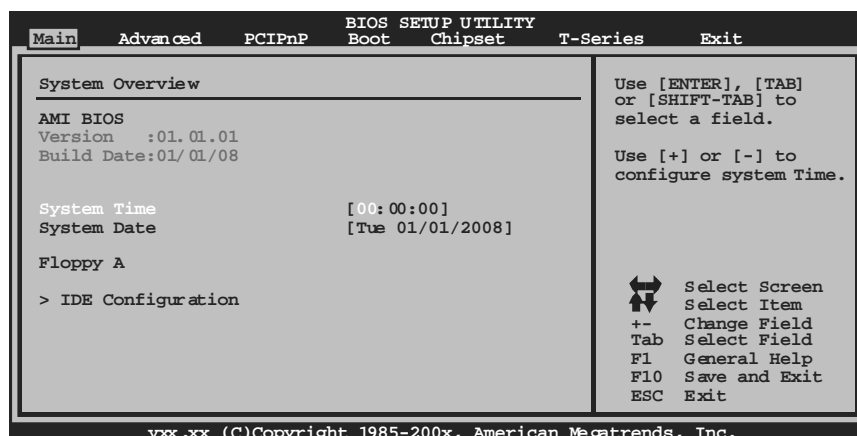 BIOS SETUP UTILITY
Main Advanced PCIPnP Boot Chipset T-Series Exit
System Overview
AMI BIOS
Version :01.01.01
Build Date:01/01/08
System Time [00:00:00]
System Date [Tue 01/01/2008]
Floppy A
> IDE Configuration
Use [ENTER], [TAB]
or [SHIFT-TAB] to
select a field.
Use [+] or [-] to
configure system Time.
Select Screen
Select Item
+- Change Field
Tab Select Field
F1 General Help
F10 Save and Exit
ESC Exit
vxx.xx (C)Copyright 1985-200x, American Megatrends, Inc.